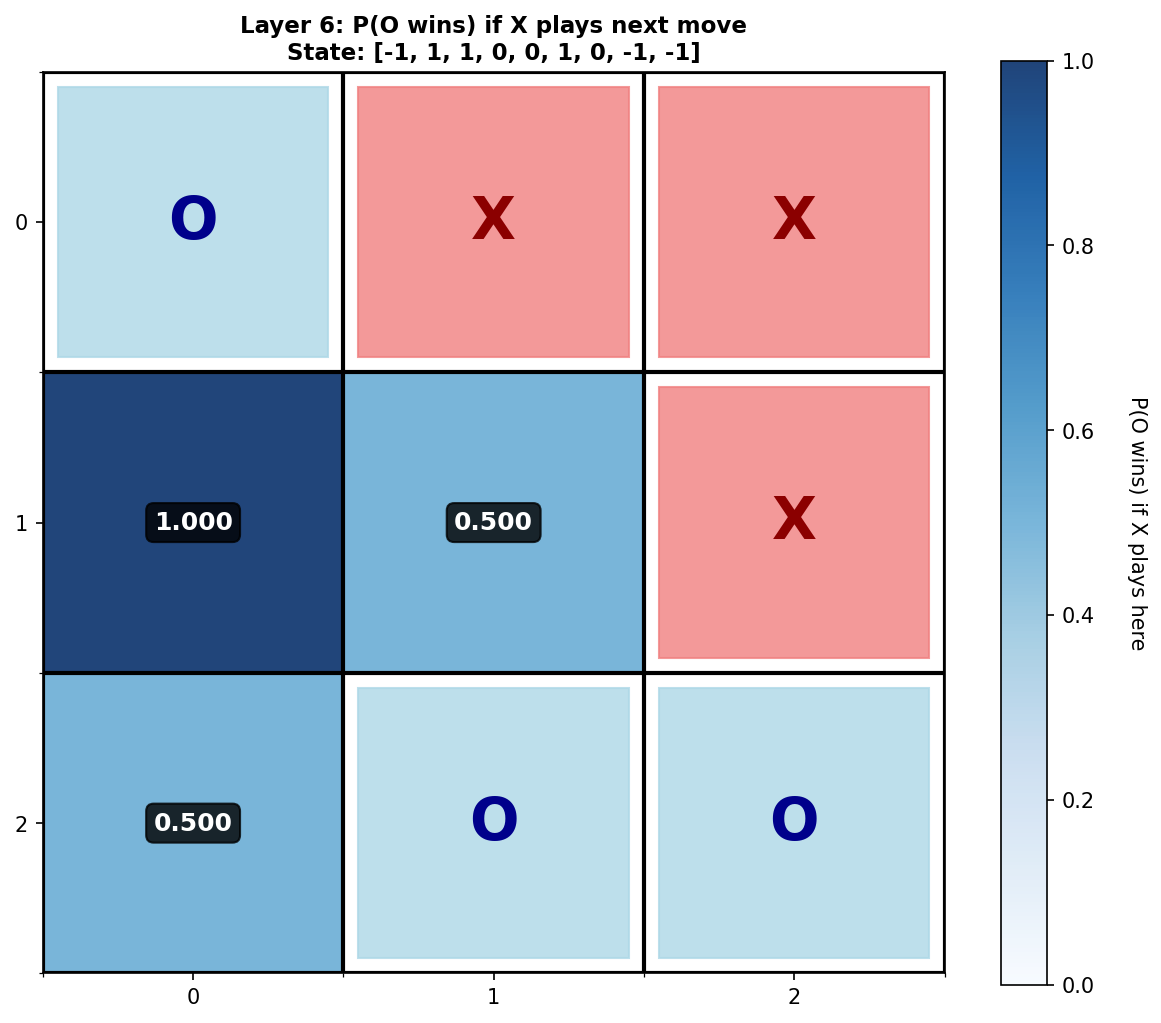 Layer 6: P(O wins) if X plays next move
State: [-1, 1, 1, 0, 0, 1, 0, -1, -1]
O X X
1.000 0.500 X
0.500 O O
0
1
2
0 1 2
1.0
0.8
0.6
0.4
0.2
0.0
P(O wins) if X plays here